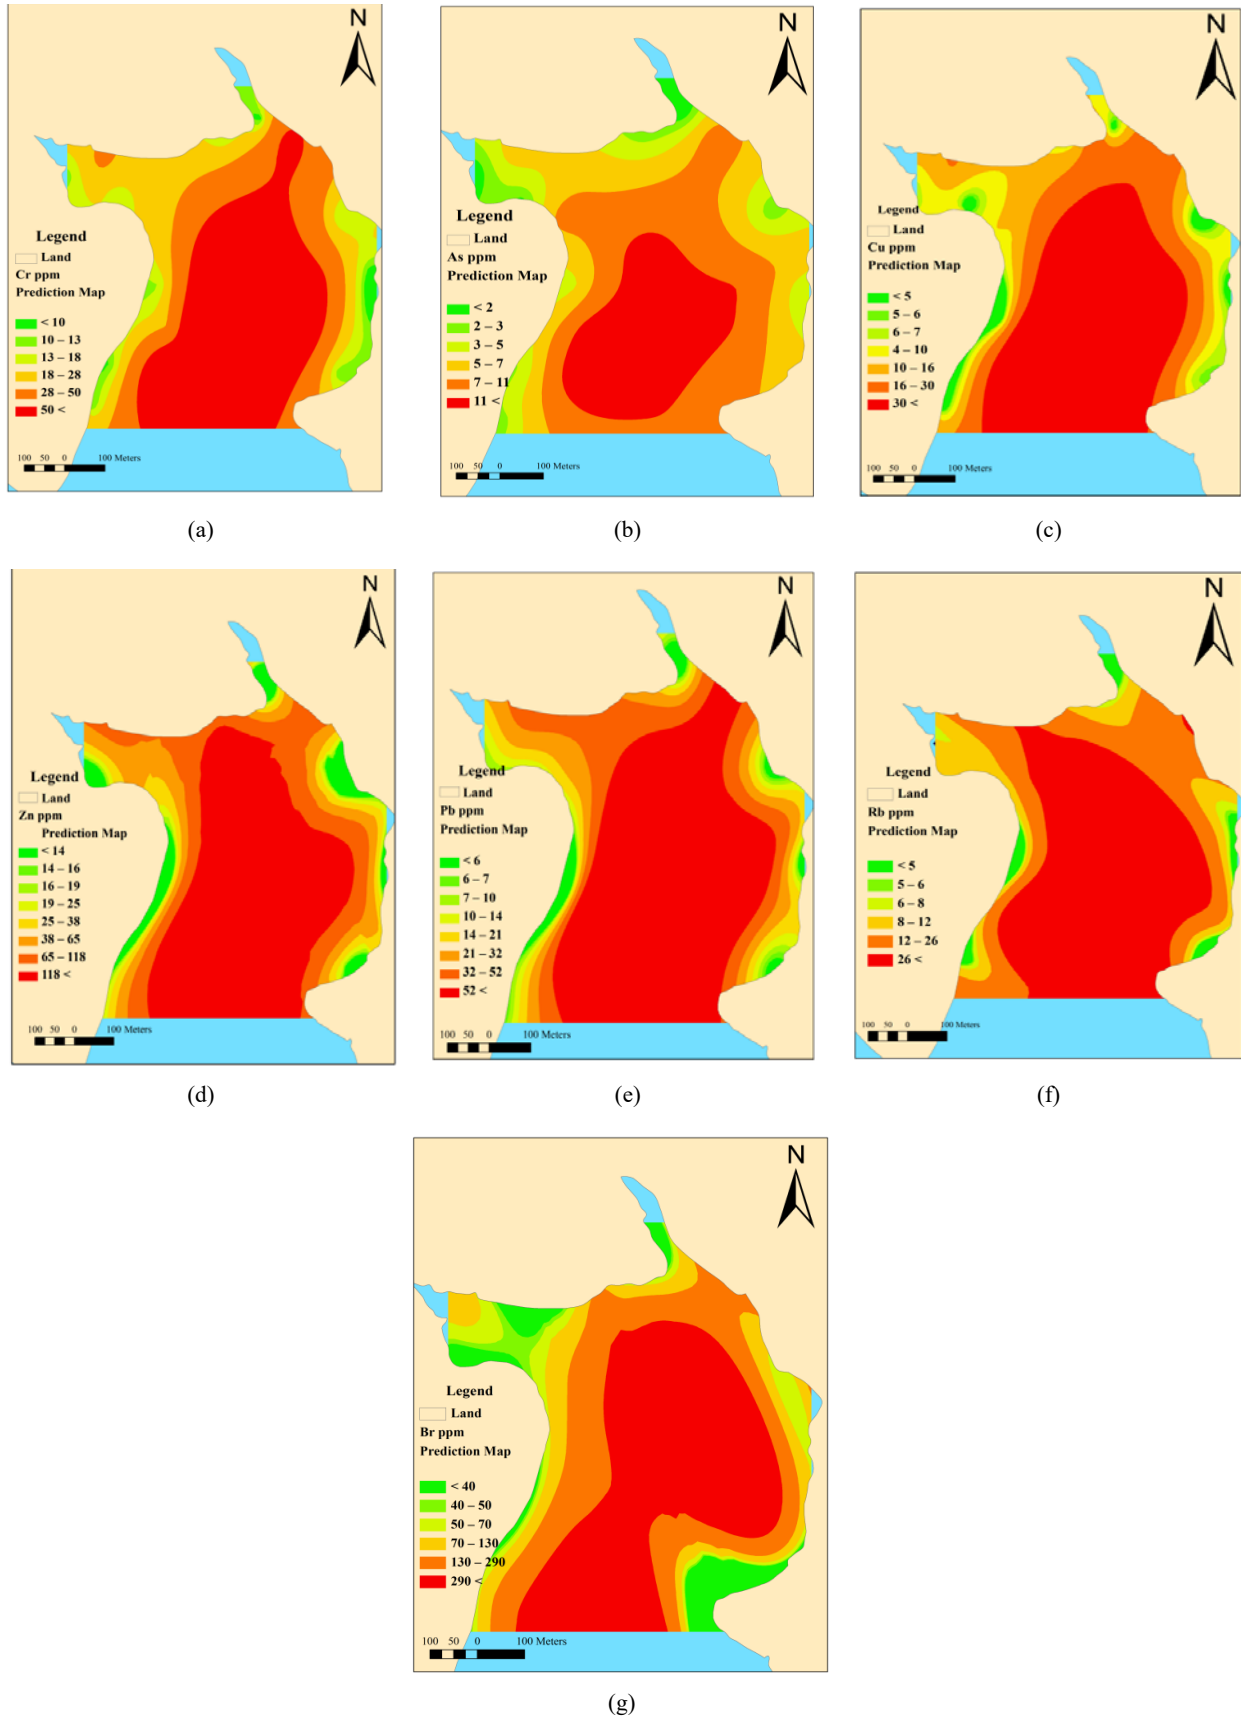 N
Legend
Land
Cr ppm
Prediction Map
< 10
10 – 13
13 – 18
18 – 28
28 – 50
50 <
100 50 0 100 Meters
(a)
N
Legend
Land
As ppm
Prediction Map
< 2
2 – 3
3 – 5
5 – 7
7 – 11
11 <
100 50 0 100 Meters
(b)
N
Legend
Land
Cu ppm
Prediction Map
< 5
5 – 6
6 – 7
4 – 10
10 – 16
16 – 30
30 <
100 50 0 100 Meters
(c)
N
Legend
Land
Zn ppm
Prediction Map
< 14
14 – 16
16 – 19
19 – 25
25 – 38
38 – 65
65 – 118
118 <
100 50 0 100 Meters
(d)
N
Legend
Land
Pb ppm
Prediction Map
< 6
6 – 7
7 – 10
10 – 14
14 – 21
21 – 32
32 – 52
52 <
100 50 0 100 Meters
(e)
N
Legend
Land
Rb ppm
Prediction Map
< 5
5 – 6
6 – 8
8 – 12
12 – 26
26 <
100 50 0 100 Meters
(f)
N
Legend
Land
Br ppm
Prediction Map
< 40
40 – 50
50 – 70
70 – 130
130 – 290
290 <
100 50 0 100 Meters
(g)